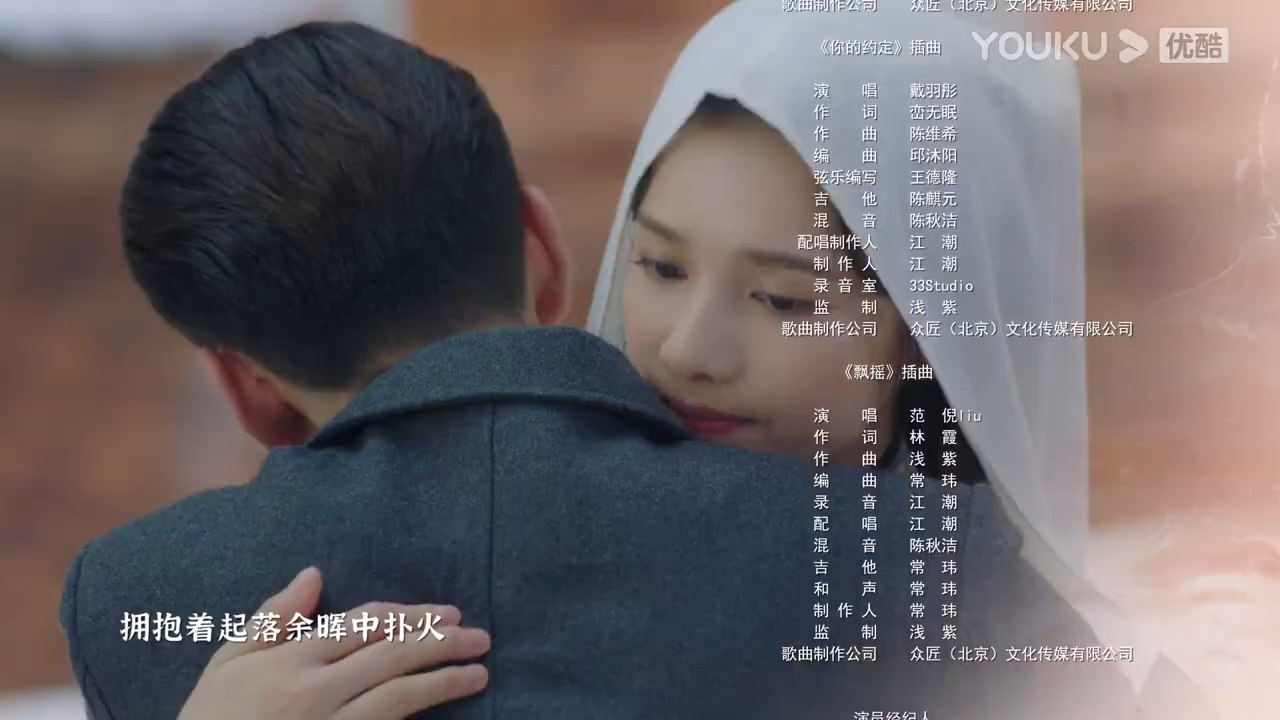 歌曲制作公司 众匠（北京）文化传媒有限公司
《你的约定》插曲
YOUKU 优酷
演 唱 戴羽彤
作 词 峦无眠
作 曲 陈维希
编 曲 邱沐阳
弦乐编写 王德隆
吉 他 陈麒元
混 音 陈秋洁
配唱制作人 江 潮
制 作 人 江 潮
录 音 室 33Studio
监 制 浅 紫
歌曲制作公司 众匠（北京）文化传媒有限公司
《飘摇》插曲
演 唱 范 倪liu
作 词 林 霞
作 曲 浅 紫
编 曲 常 玮
录 音 江 潮
配 唱 江 潮
混 音 陈秋洁
吉 他 常 玮
和 声 常 玮
制 作 人 常 玮
监 制 浅 紫
歌曲制作公司 众匠（北京）文化传媒有限公司
拥抱着起落余晖中扑火
演员经纪人